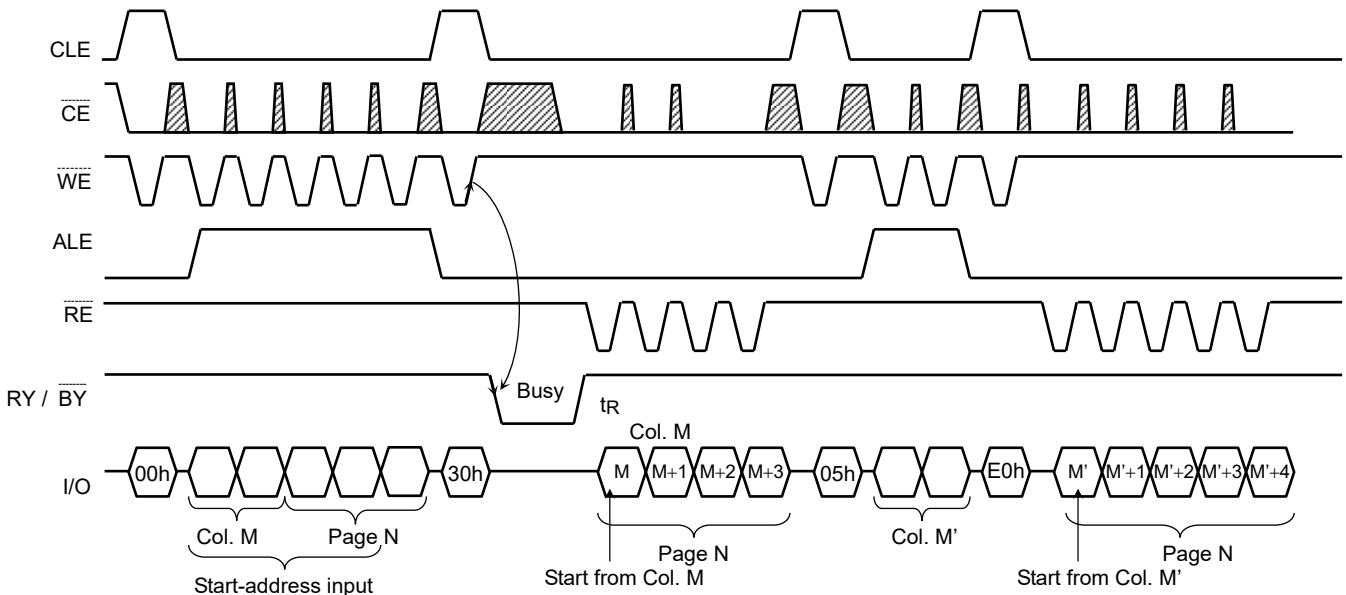 CLE
CE
WE
ALE
RE
RY / BY
Busy
tR
Col. M
I/O
00h
30h
M
M+1
M+2
M+3
05h
E0h
M'
M'+1
M'+2
M'+3
M'+4
Col. M
Page N
Page N
Col. M’
Page N
Start-address input
Start from Col. M
Start from Col. M’